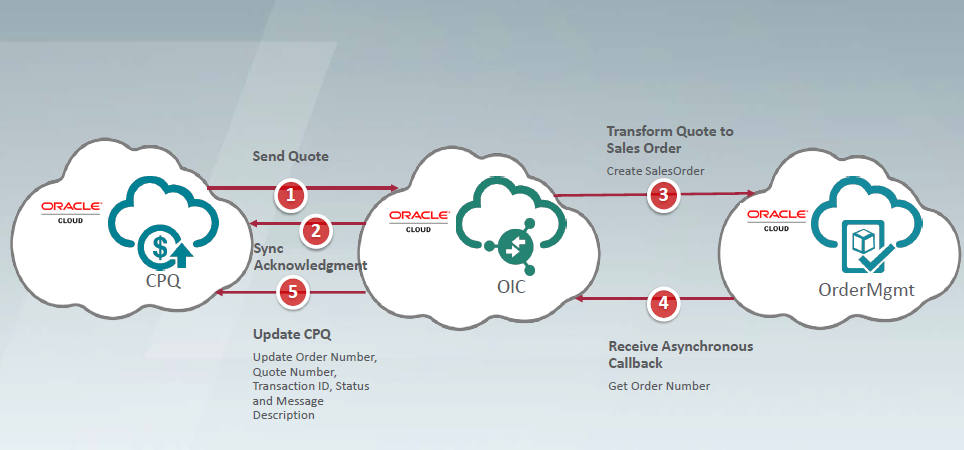 Send Quote
1
2
Sync
Acknowledgment
5
Update CPQ
Update Order Number,
Quote Number,
Transaction ID, Status
and Message
Description
ORACLE
CLOUD
$
CPQ
ORACLE
CLOUD
OIC
Transform Quote to
Sales Order
Create SalesOrder
3
4
Receive Asynchronous
Callback
Get Order Number
ORACLE
CLOUD
OrderMgmt